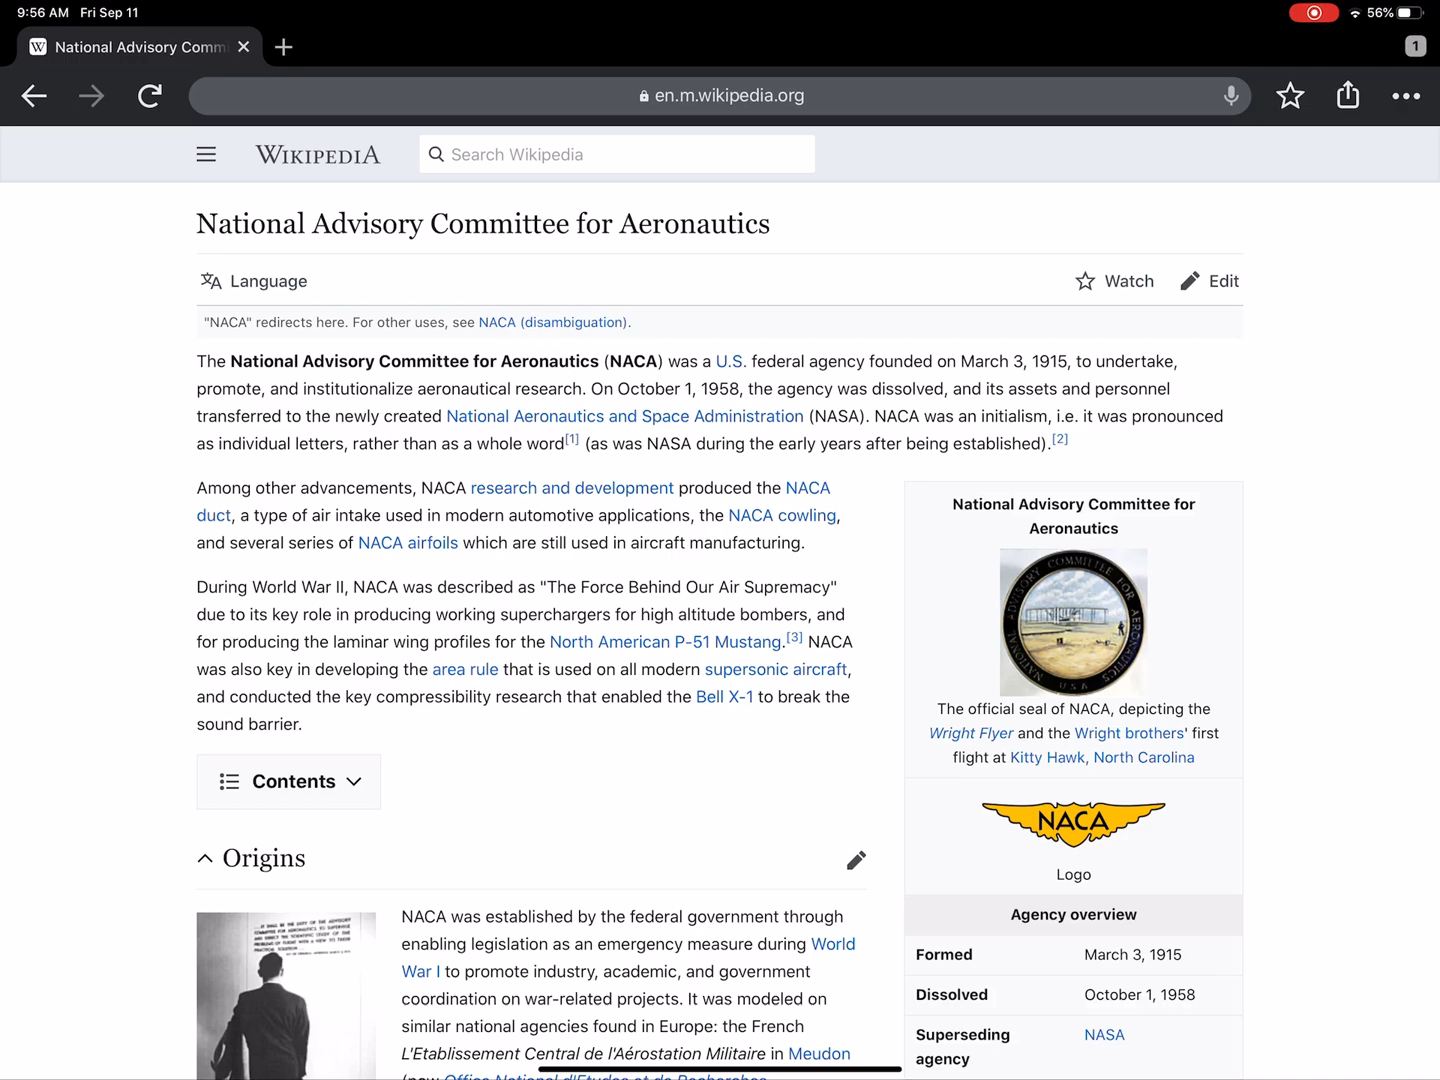 9:56 AM Fri Sep 11
56%
National Advisory Comm
1
en.m.wikipedia.org
WIKIPEDIA
Search Wikipedia
National Advisory Committee for Aeronautics
Language
Watch
Edit
"NACA" redirects here. For other uses, see NACA (disambiguation).
The National Advisory Committee for Aeronautics (NACA) was a U.S. federal agency founded on March 3, 1915, to undertake,
promote, and institutionalize aeronautical research. On October 1, 1958, the agency was dissolved, and its assets and personnel
transferred to the newly created National Aeronautics and Space Administration (NASA). NACA was an initialism, i.e. it was pronounced
as individual letters, rather than as a whole word[1] (as was NASA during the early years after being established).[2]
Among other advancements, NACA research and development produced the NACA
duct, a type of air intake used in modern automotive applications, the NACA cowling,
and several series of NACA airfoils which are still used in aircraft manufacturing.
During World War II, NACA was described as "The Force Behind Our Air Supremacy"
due to its key role in producing working superchargers for high altitude bombers, and
for producing the laminar wing profiles for the North American P-51 Mustang.[3] NACA
was also key in developing the area rule that is used on all modern supersonic aircraft,
and conducted the key compressibility research that enabled the Bell X-1 to break the
sound barrier.
Contents
Origins
NACA was established by the federal government through
enabling legislation as an emergency measure during World
War I to promote industry, academic, and government
coordination on war-related projects. It was modeled on
similar national agencies found in Europe: the French
L'Etablissement Central de l'Aérostation Militaire in Meudon
(now Office National d'Etudes et de Recherches
National Advisory Committee for
Aeronautics
NATIONAL ADVISORY COMMITTEE FOR AERONAUTICS
USA
The official seal of NACA, depicting the
Wright Flyer and the Wright brothers' first
flight at Kitty Hawk, North Carolina
NACA
Logo
Agency overview
Formed March 3, 1915
Dissolved October 1, 1958
Superseding NASA
agency